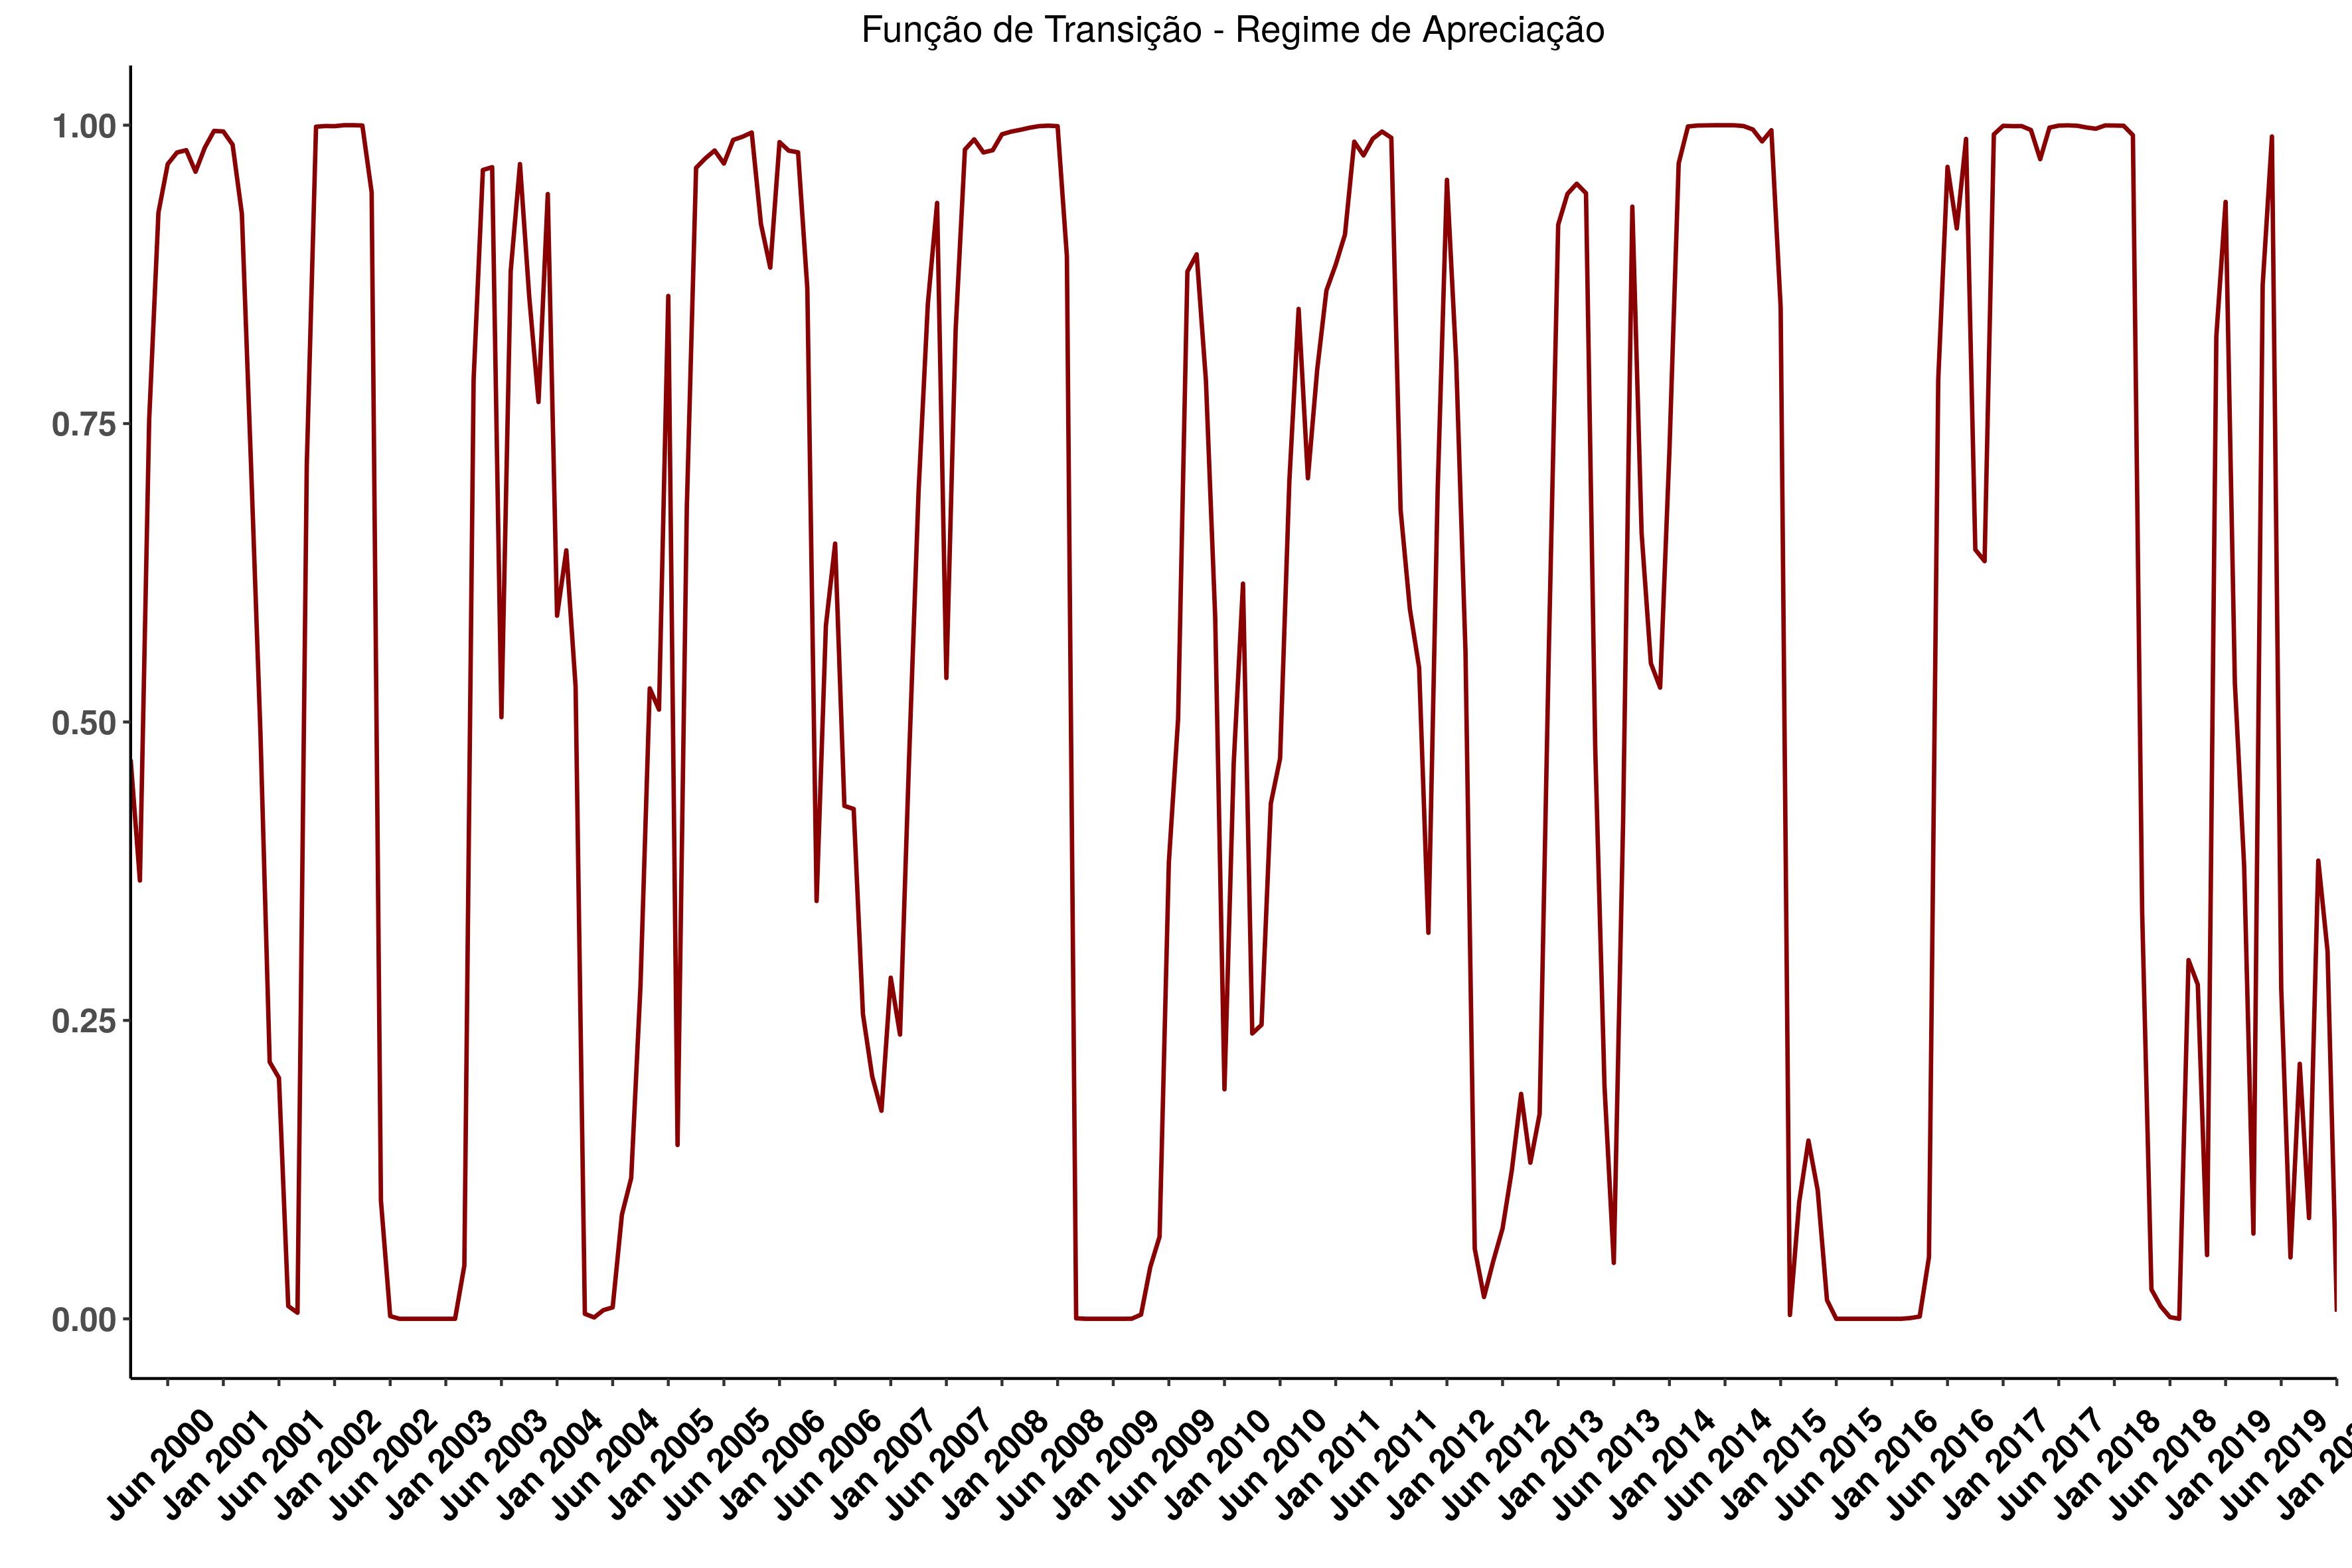 Função de Transição - Regime de Apreciação
1.00
0.75
0.50
0.25
0.00
Jun 2000
Jan 2001
Jun 2001
Jan 2002
Jun 2002
Jan 2003
Jun 2003
Jan 2004
Jun 2004
Jan 2005
Jun 2005
Jan 2006
Jun 2006
Jan 2007
Jun 2007
Jan 2008
Jun 2008
Jan 2009
Jun 2009
Jan 2010
Jun 2010
Jan 2011
Jun 2011
Jan 2012
Jun 2012
Jan 2013
Jun 2013
Jan 2014
Jun 2014
Jan 2015
Jun 2015
Jan 2016
Jun 2016
Jan 2017
Jun 2017
Jan 2018
Jun 2018
Jan 2019
Jun 2019
Jan